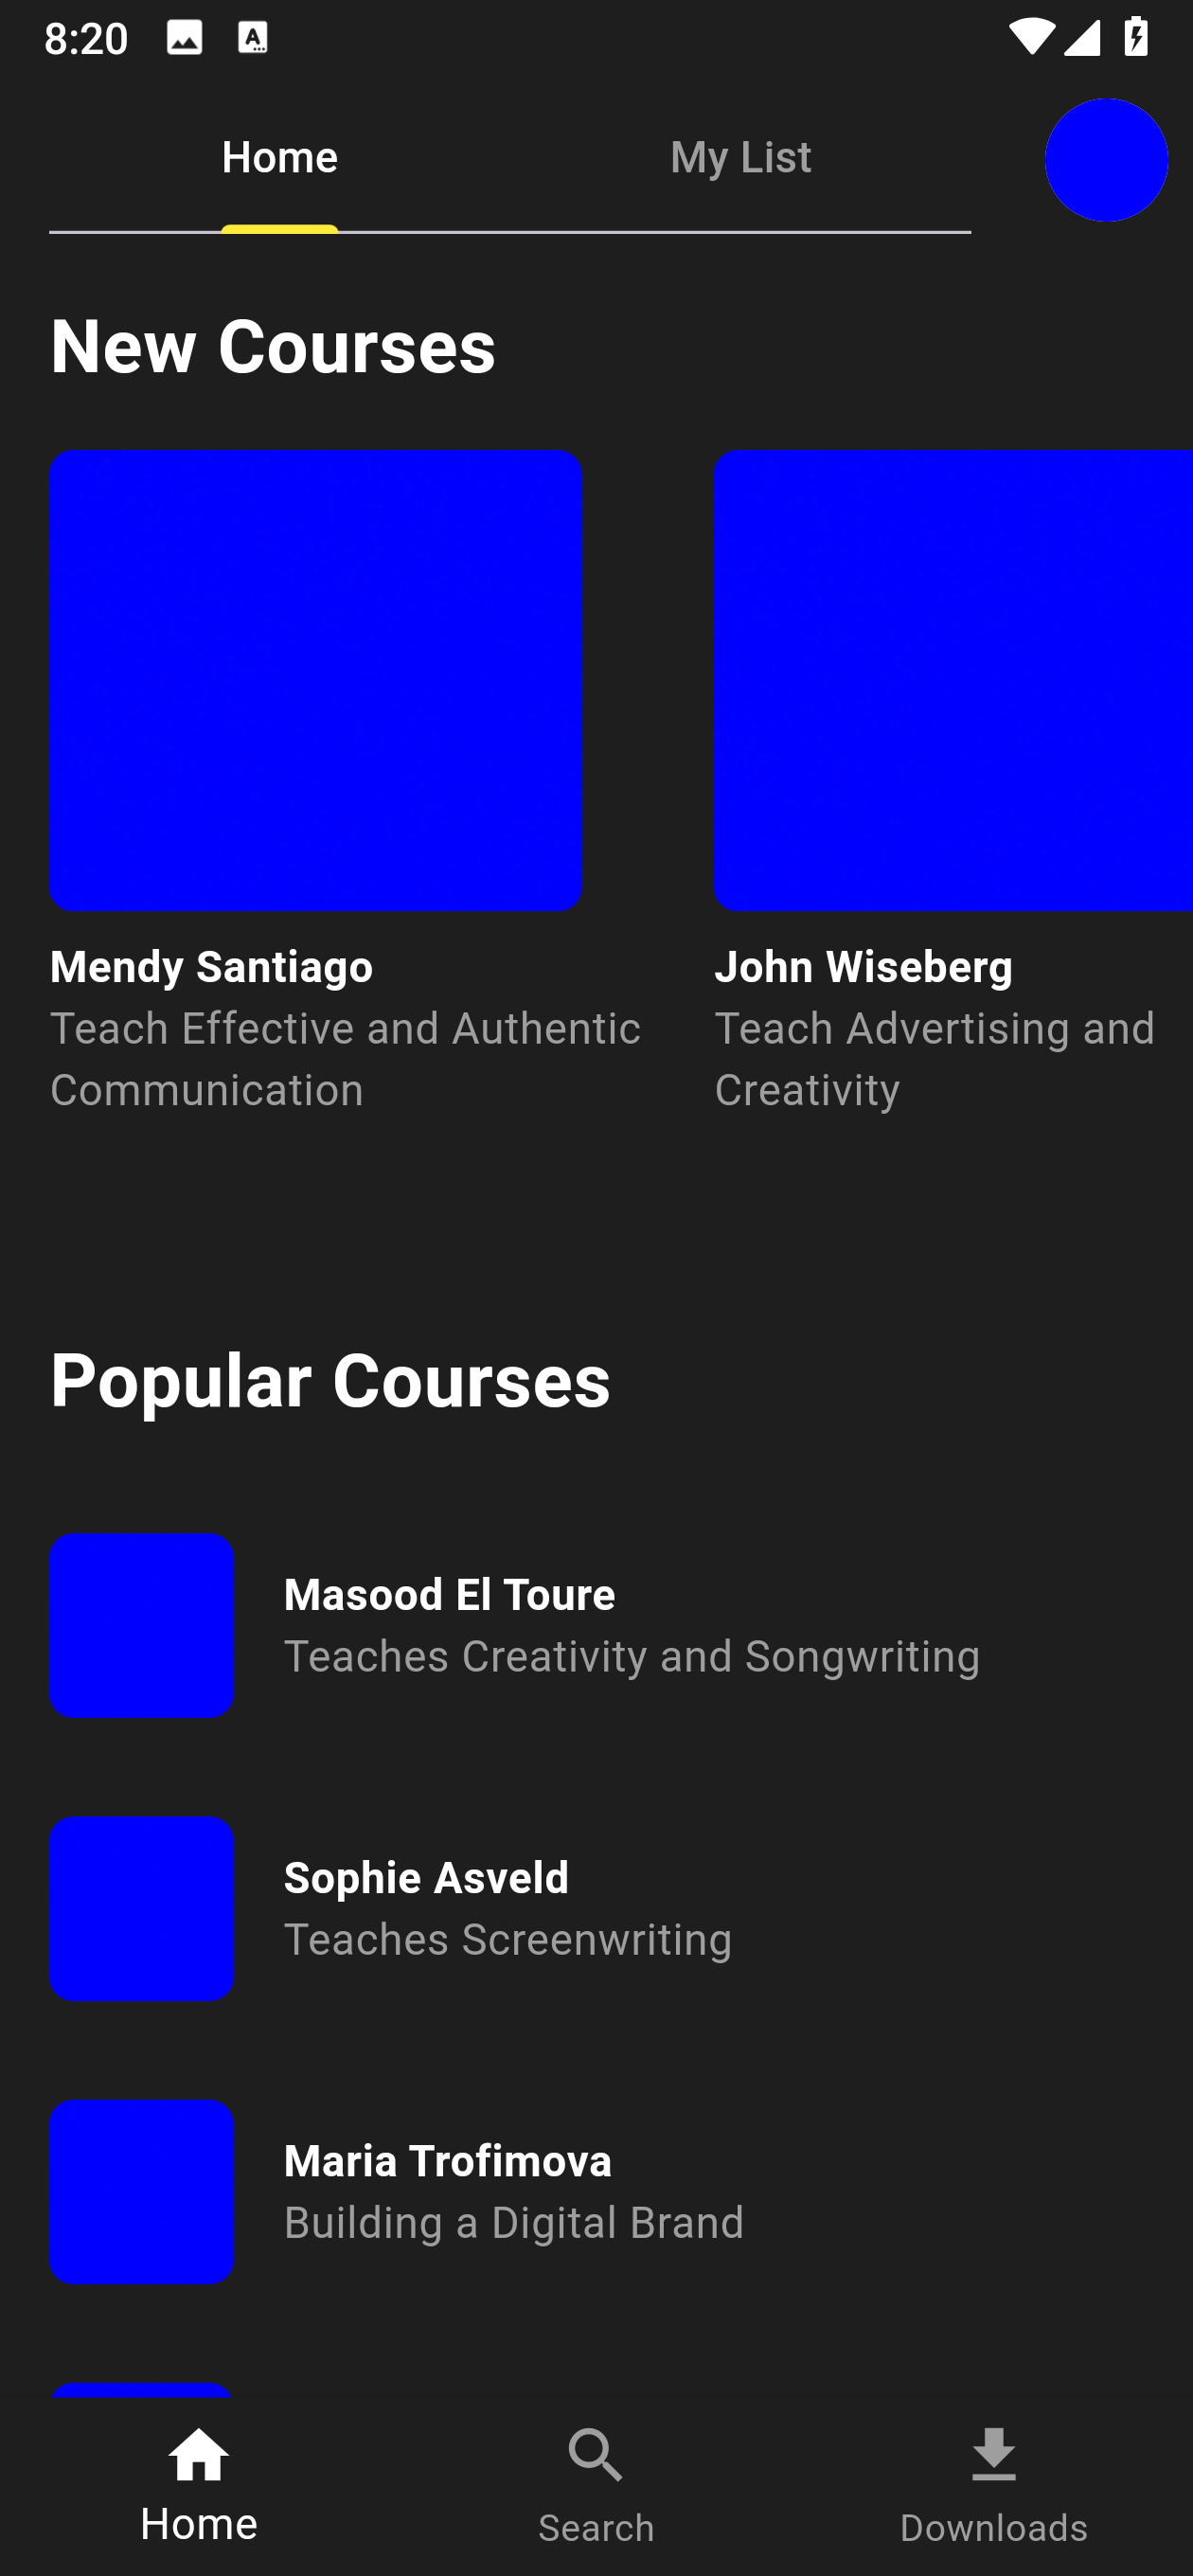 8:20
Home
My List
New Courses
Mendy Santiago
Teach Effective and Authentic
Communication
John Wiseberg
Teach Advertising and
Creativity
Popular Courses
Masood El Toure
Teaches Creativity and Songwriting
Sophie Asveld
Teaches Screenwriting
Maria Trofimova
Building a Digital Brand
Home
Search
Downloads